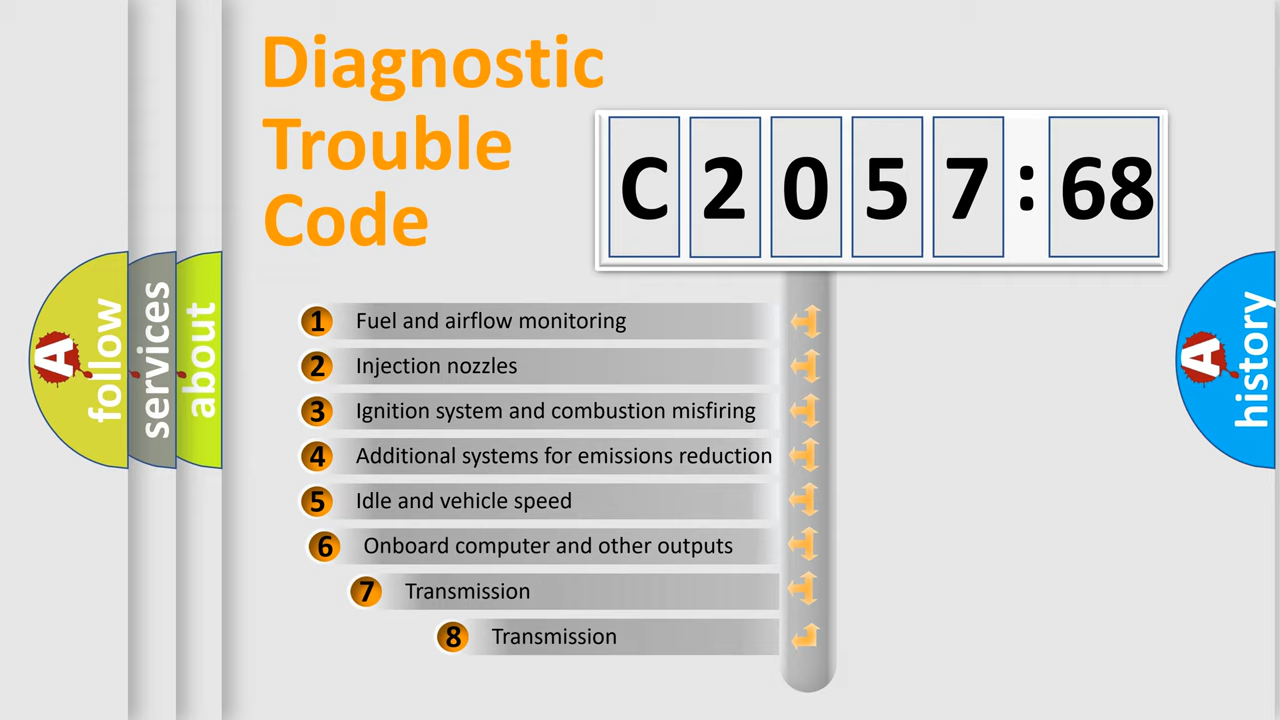 Diagnostic
Trouble
Code
C 2 0 5 7 : 68
1 Fuel and airflow monitoring
2 Injection nozzles
3 Ignition system and combustion misfiring
4 Additional systems for emissions reduction
5 Idle and vehicle speed
6 Onboard computer and other outputs
7 Transmission
8 Transmission
A follow
services
about
A history